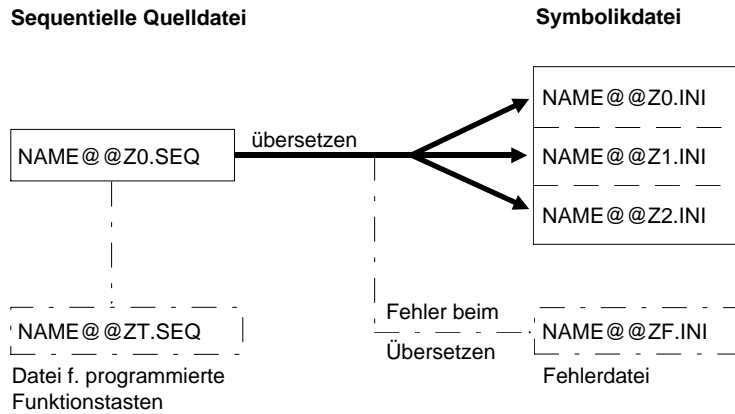 Sequentielle Quelldatei
Symbolikdatei
NAME@@Z0.INI
übersetzen
NAME@@Z0.SEQ
NAME@@Z1.INI
NAME@@Z2.INI
Fehler beim
NAME@@ZT.SEQ
NAME@@ZF.INI
Übersetzen
Datei f. programmierte
Funktionstasten
Fehlerdatei